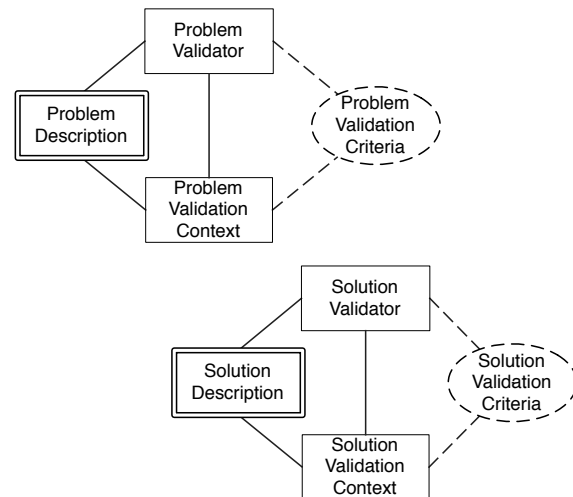 Problem
Validator
Problem
Description
Problem
Validation
Criteria
Problem
Validation
Context
Solution
Validator
Solution
Description
Solution
Validation
Criteria
Solution
Validation
Context